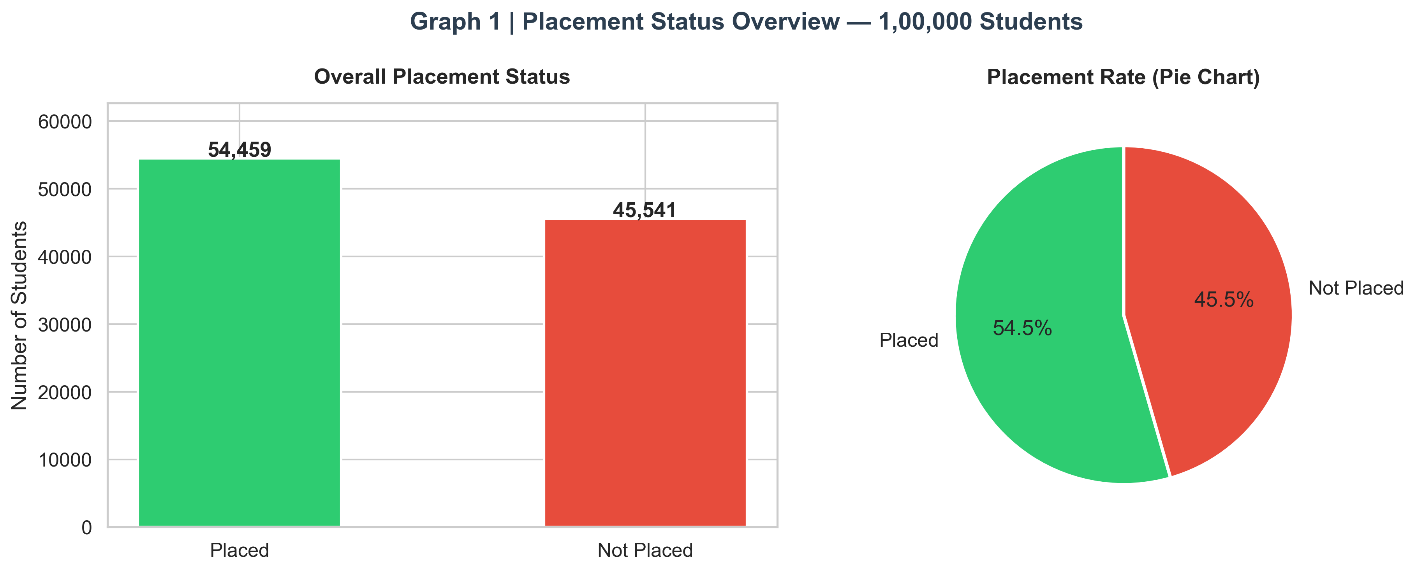 Graph 1 | Placement Status Overview — 1,00,000 Students
Overall Placement Status
Number of Students
60000
50000
40000
30000
20000
10000
0
54,459
45,541
Placed
Not Placed
Placement Rate (Pie Chart)
Placed
54.5%
45.5%
Not Placed